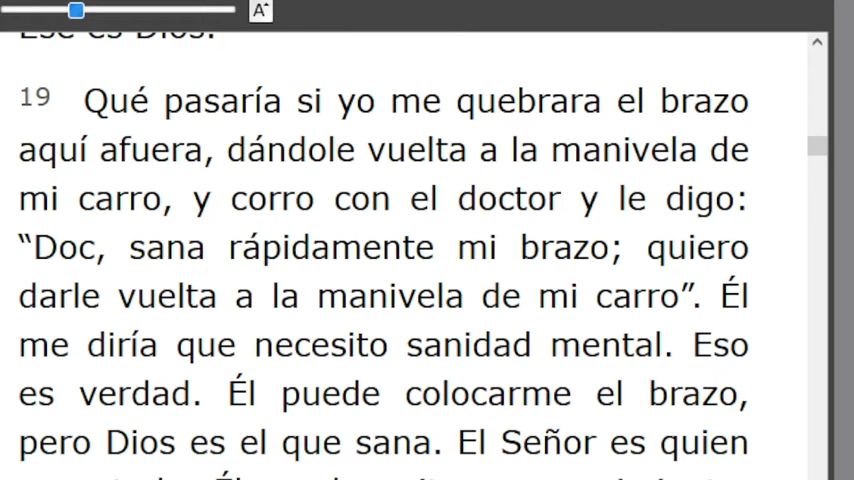 A
Ese es Dios.
19 Qué pasaría si yo me quebrara el brazo
aquí afuera, dándole vuelta a la manivela de
mi carro, y corro con el doctor y le digo:
“Doc, sana rápidamente mi brazo; quiero
darle vuelta a la manivela de mi carro”. Él
me diría que necesito sanidad mental. Eso
es verdad. Él puede colocarme el brazo,
pero Dios es el que sana. El Señor es quien